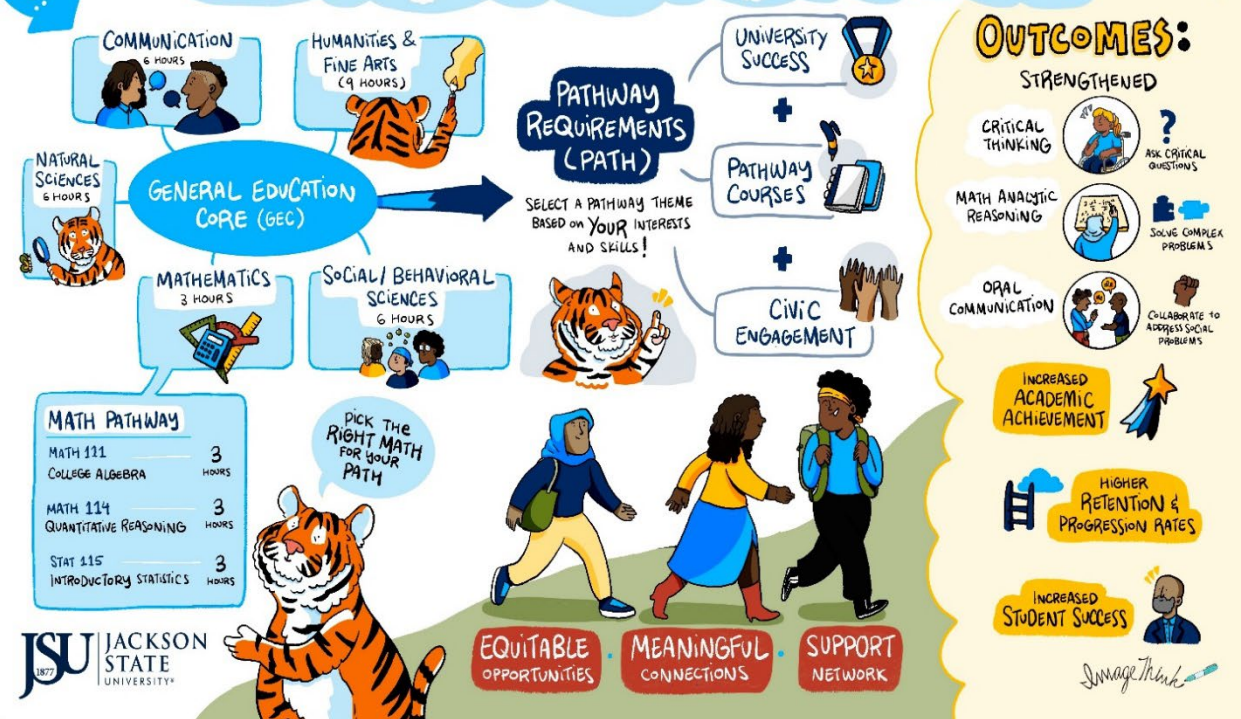 COMMUNICATION
6 HOURS
HUMANITIES &
FINE ARTS
(9 HOURS)
NATURAL
SCIENCES
6 HOURS
GENERAL EDUCATION
CORE (GEC)
MATHEMATICS
3 HOURS
SOCIAL/BEHAVIORAL
SCIENCES
6 HOURS
MATH PATHWAY
MATH 111
COLLEGE ALGEBRA
3
HOURS
MATH 114
QUANTITATIVE REASONING
3
HOURS
STAT 115
INTRODUCTORY STATISTICS
3
HOURS
PICK THE
RIGHT MATH
FOR YOUR
PATH
PATHWAY
REQUIREMENTS
(PATH)
SELECT A PATHWAY THEME
BASED ON YOUR INTERESTS
AND SKILLS!
UNIVERSITY
SUCCESS
+
PATHWAY
COURSES
+
CIVIC
ENGAGEMENT
EQUITABLE
OPPORTUNITIES
MEANINGFUL
CONNECTIONS
SUPPORT
NETWORK
OUTCOMES:
STRENGTHENED
CRITICAL
THINKING
?
ASK CRITICAL
QUESTIONS
MATH ANALYTIC
REASONING
SOLVE COMPLEX
PROBLEMS
ORAL
COMMUNICATION
COLLABORATE TO
ADDRESS SOCIAL
PROBLEMS
INCREASED
ACADEMIC
ACHIEVEMENT
HIGHER
RETENTION &
PROGRESSION RATES
INCREASED
STUDENT SUCCESS
JSU
1877
JACKSON
STATE
UNIVERSITY®
ImageThink